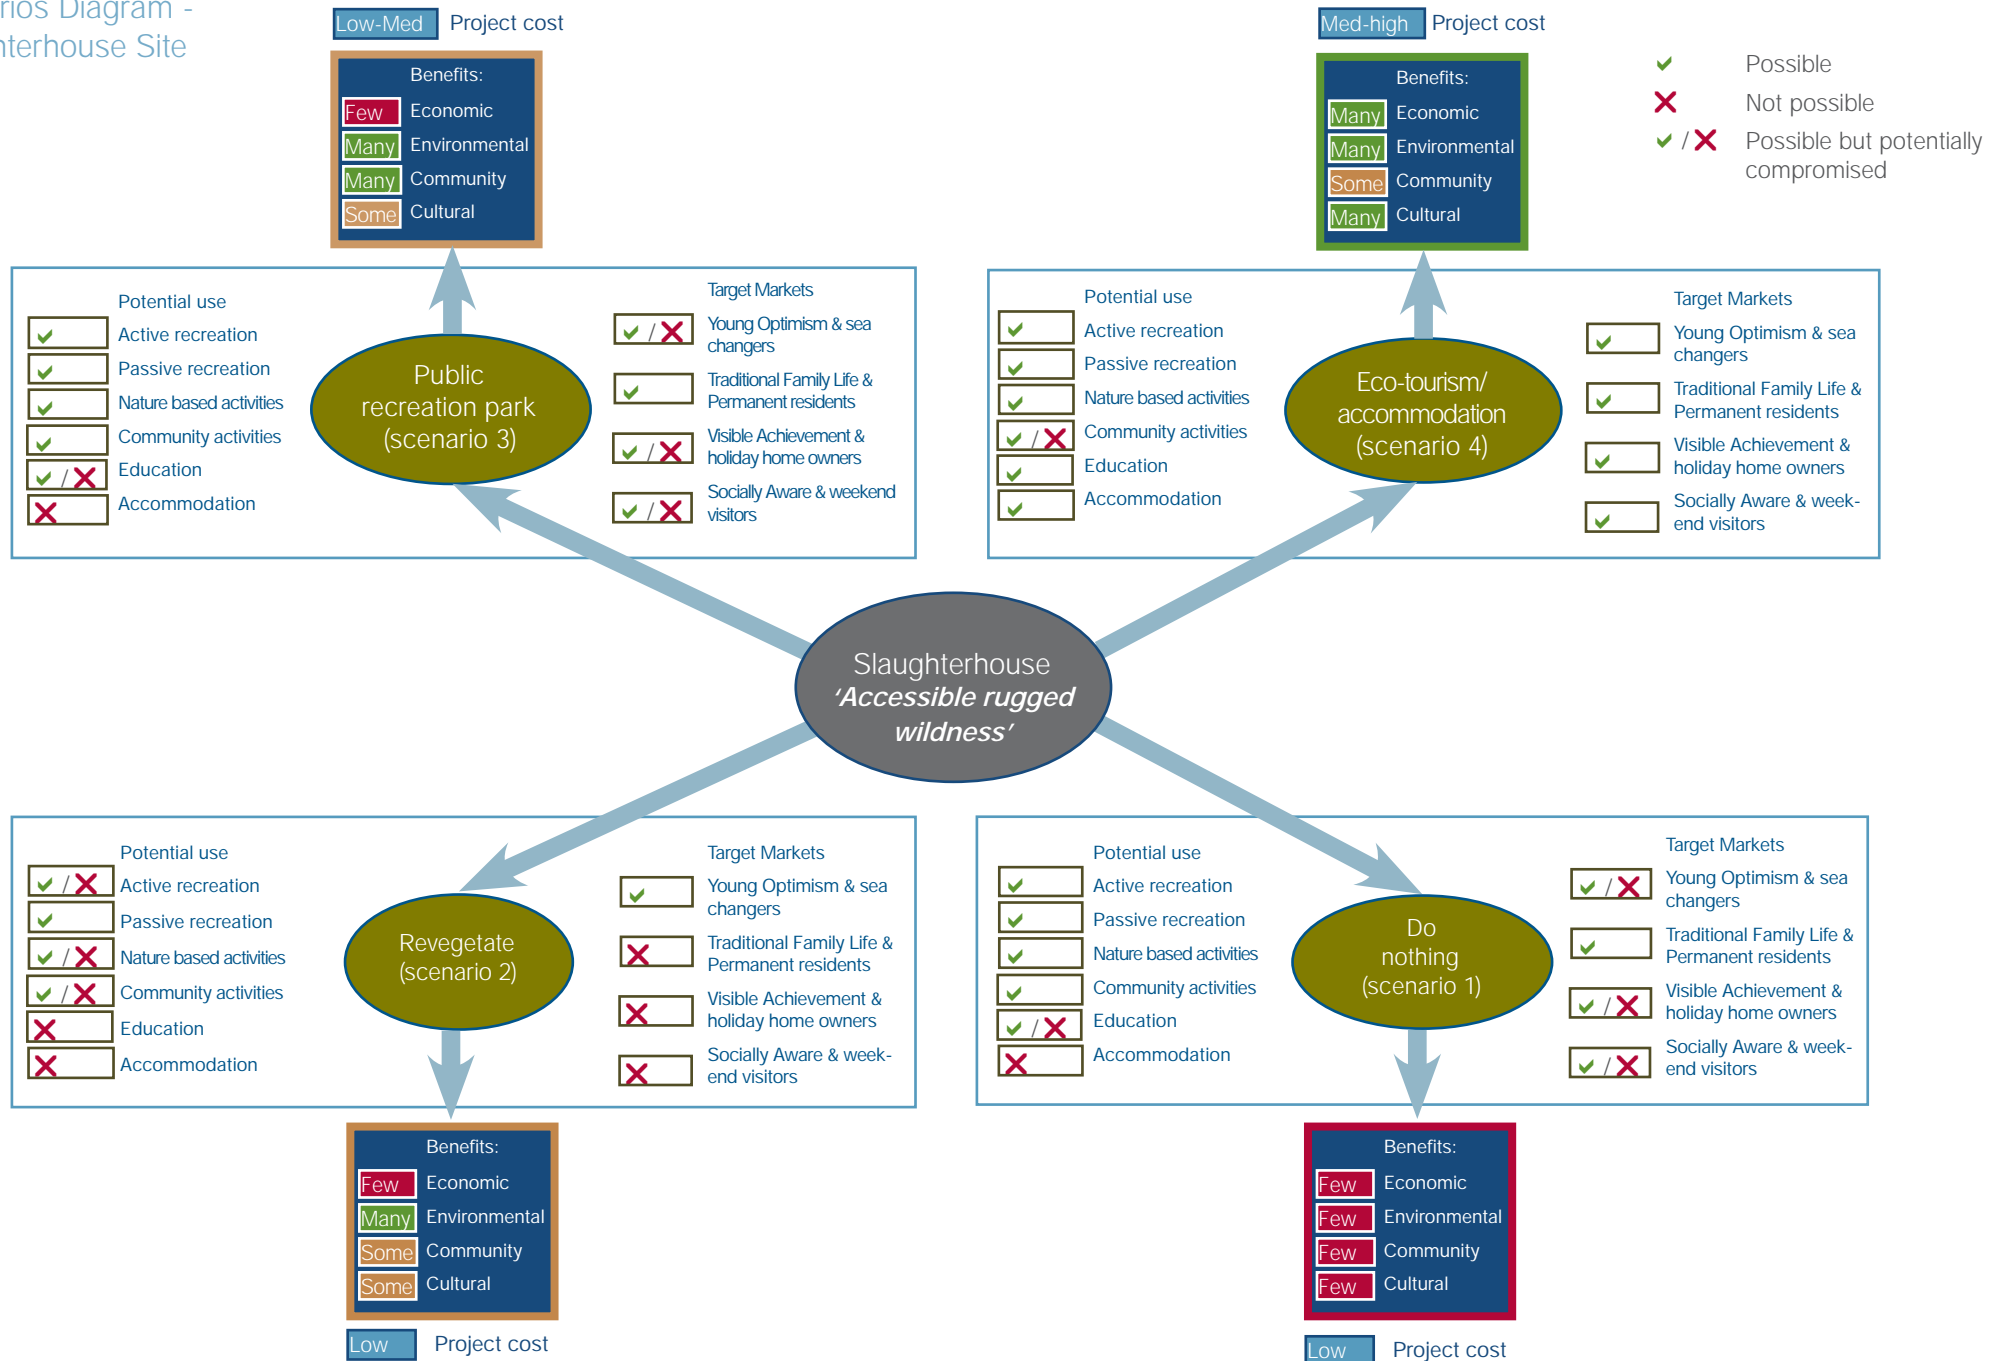 Diagram -
Site
Low-Med Project cost
Benefits:
Few Economic
Many Environmental
Many Community
Some Cultural
Med-high Project cost
Benefits:
Many Economic
Many Environmental
Some Community
Many Cultural
Possible
Not possible
/ Possible but potentially
compromised
Potential use
Active recreation
Passive recreation
Nature based activities
Community activities
/ Education
Accommodation
Public
recreation park
(scenario 3)
Target Markets
/ Young Optimism & sea
changers
Traditional Family Life &
Permanent residents
/ Visible Achievement &
holiday home owners
/ Socially Aware & weekend
visitors
Potential use
Active recreation
Passive recreation
Nature based activities
/ Community activities
Education
Accommodation
Eco-tourism/
accommodation
(scenario 4)
Target Markets
Young Optimism & sea
changers
Traditional Family Life &
Permanent residents
Visible Achievement &
holiday home owners
Socially Aware & week-
end visitors
Slaughterhouse
‘Accessible rugged
wildness’
Potential use
/ Active recreation
Passive recreation
/ Nature based activities
/ Community activities
Education
Accommodation
Revegetate
(scenario 2)
Target Markets
Young Optimism & sea
changers
Traditional Family Life &
Permanent residents
Visible Achievement &
holiday home owners
Socially Aware & week-
end visitors
Potential use
Active recreation
Passive recreation
Nature based activities
Community activities
/ Education
Accommodation
Do
nothing
(scenario 1)
Target Markets
/ Young Optimism & sea
changers
Traditional Family Life &
Permanent residents
/ Visible Achievement &
holiday home owners
/ Socially Aware & week-
end visitors
Benefits:
Few Economic
Many Environmental
Some Community
Some Cultural
Low Project cost
Benefits:
Few Economic
Few Environmental
Few Community
Few Cultural
Low Project cost